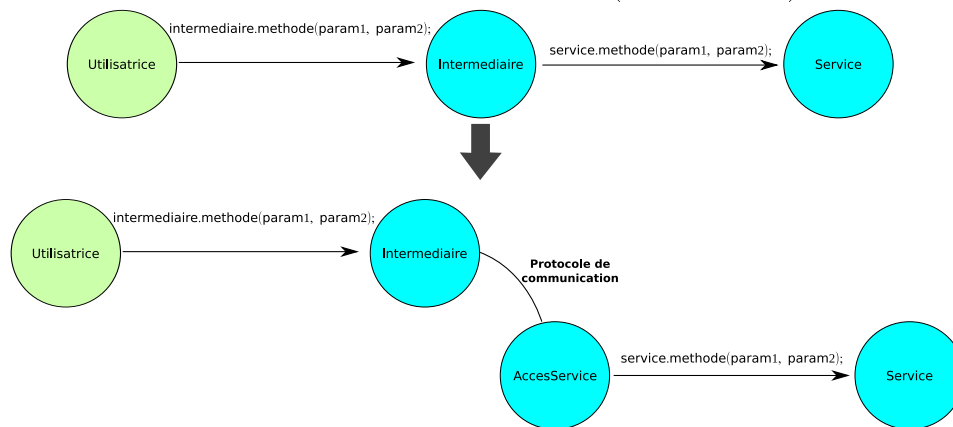 intermediaire.methode(param1, param2);
service.methode(param1, param2);
Utilisatrice
Intermediaire
Service
intermediaire.methode(param1, param2);
Utilisatrice
Intermediaire
Protocole de
communication
service.methode(param1, param2);
AccesService
Service